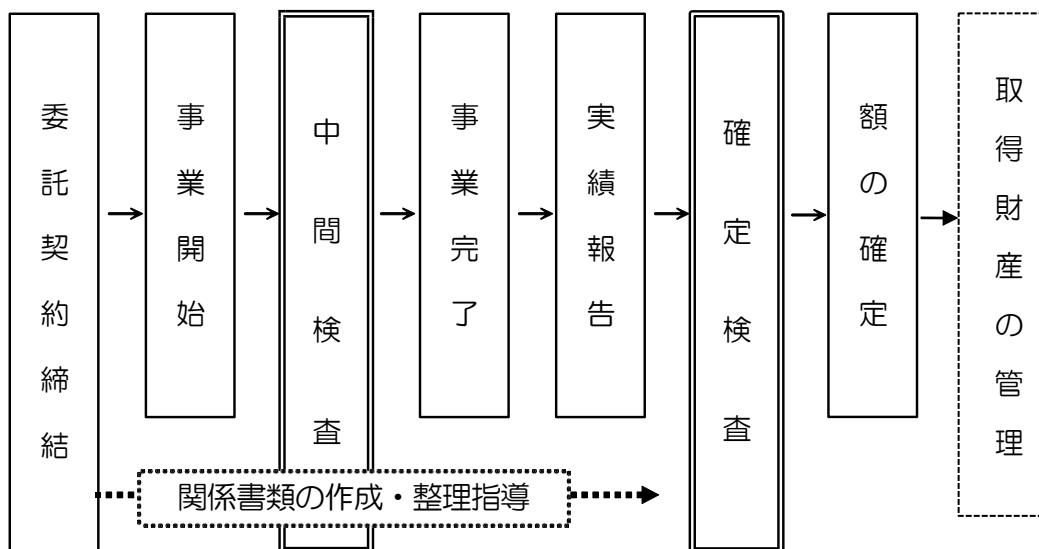 委託契約締結
事業開始
中間検査
事業完了
実績報告
確定検査
額の確定
取得財産の管理
関係書類の作成・整理指導